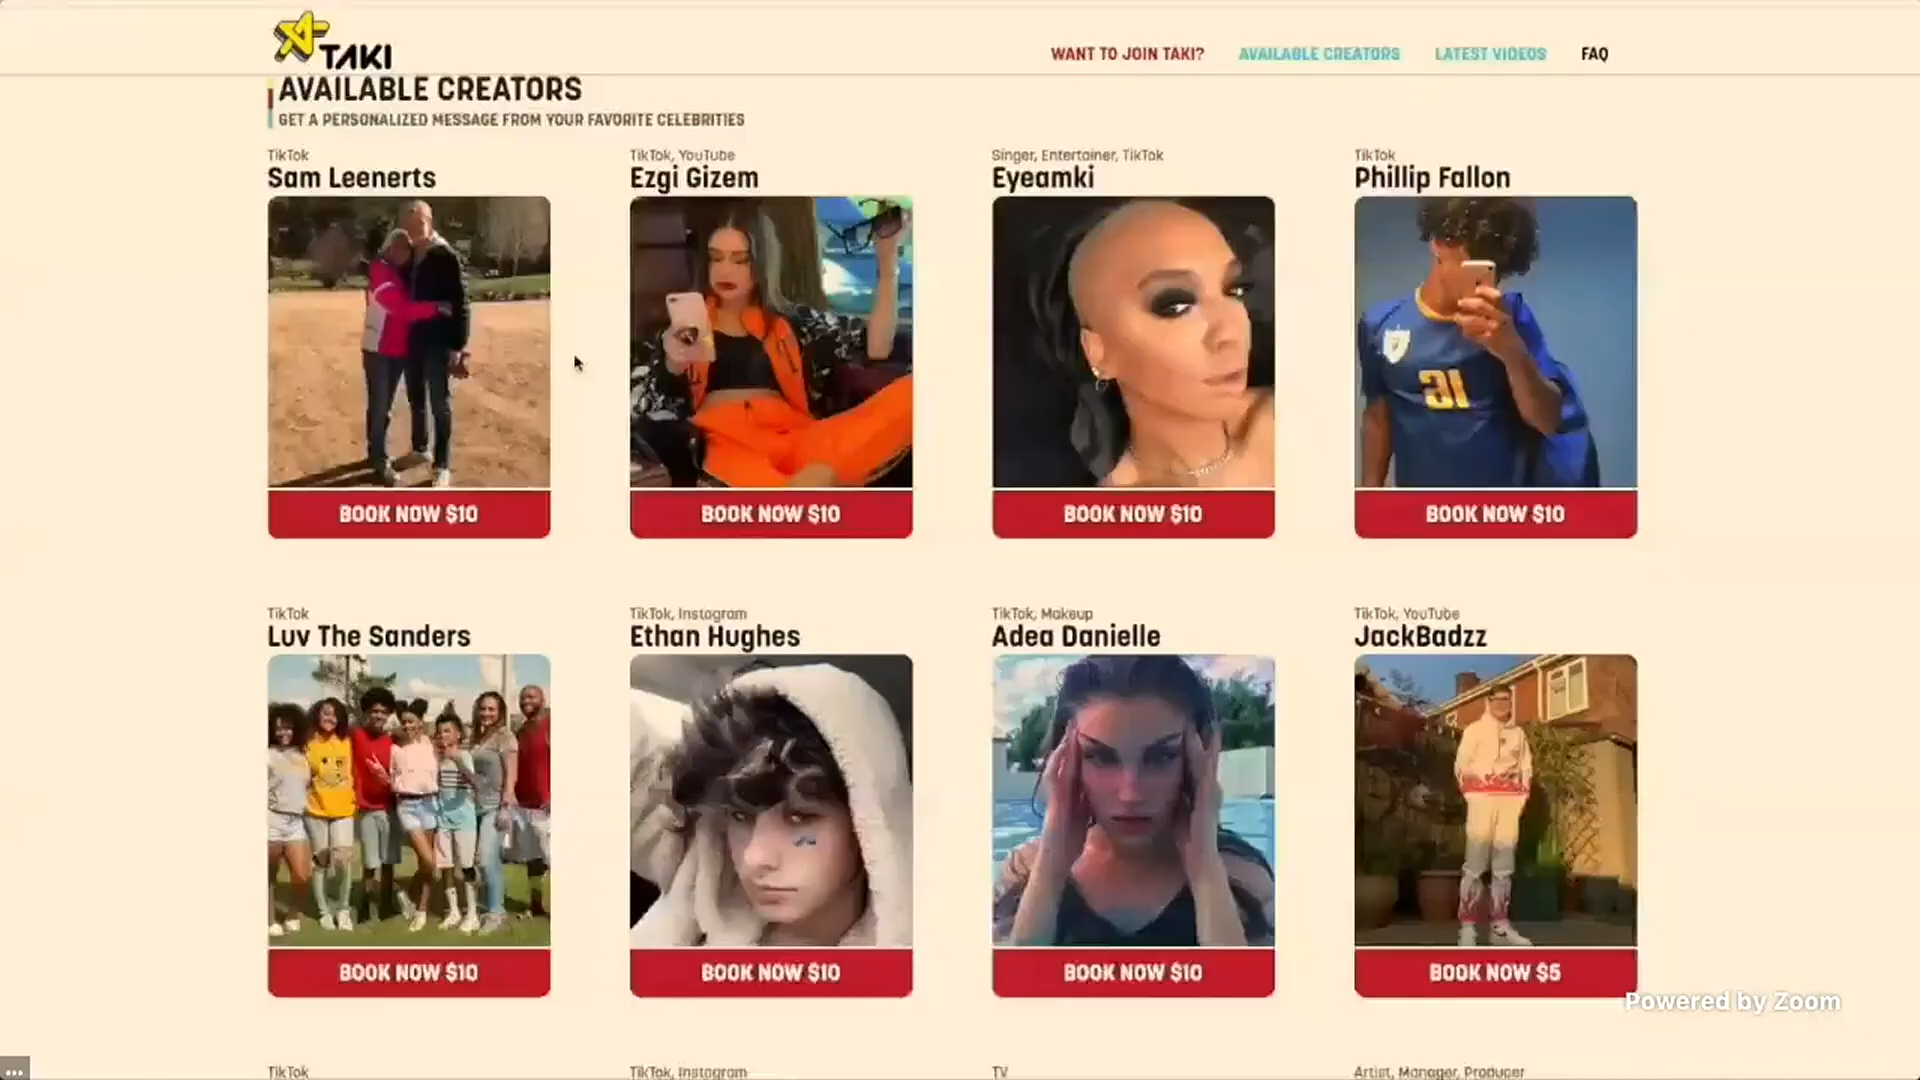 TAKI
WANT TO JOIN TAKI?
AVAILABLE CREATORS
LATEST VIDEOS
FAQ
AVAILABLE CREATORS
GET A PERSONALIZED MESSAGE FROM YOUR FAVORITE CELEBRITIES
TikTok
Sam Leenerts
BOOK NOW $10
TikTok, YouTube
Ezgi Gizem
BOOK NOW $10
Singer, Entertainer, TikTok
Eyeamki
BOOK NOW $10
TikTok
Phillip Fallon
31
BOOK NOW $10
TikTok
Luv The Sanders
BOOK NOW $10
TikTok, Instagram
Ethan Hughes
BOOK NOW $10
TikTok, Makeup
Adea Danielle
BOOK NOW $10
TikTok, YouTube
JackBadzz
BOOK NOW $5
Powered by Zoom
TikTok
TikTok, Instagram
TV
Artist, Manager, Producer